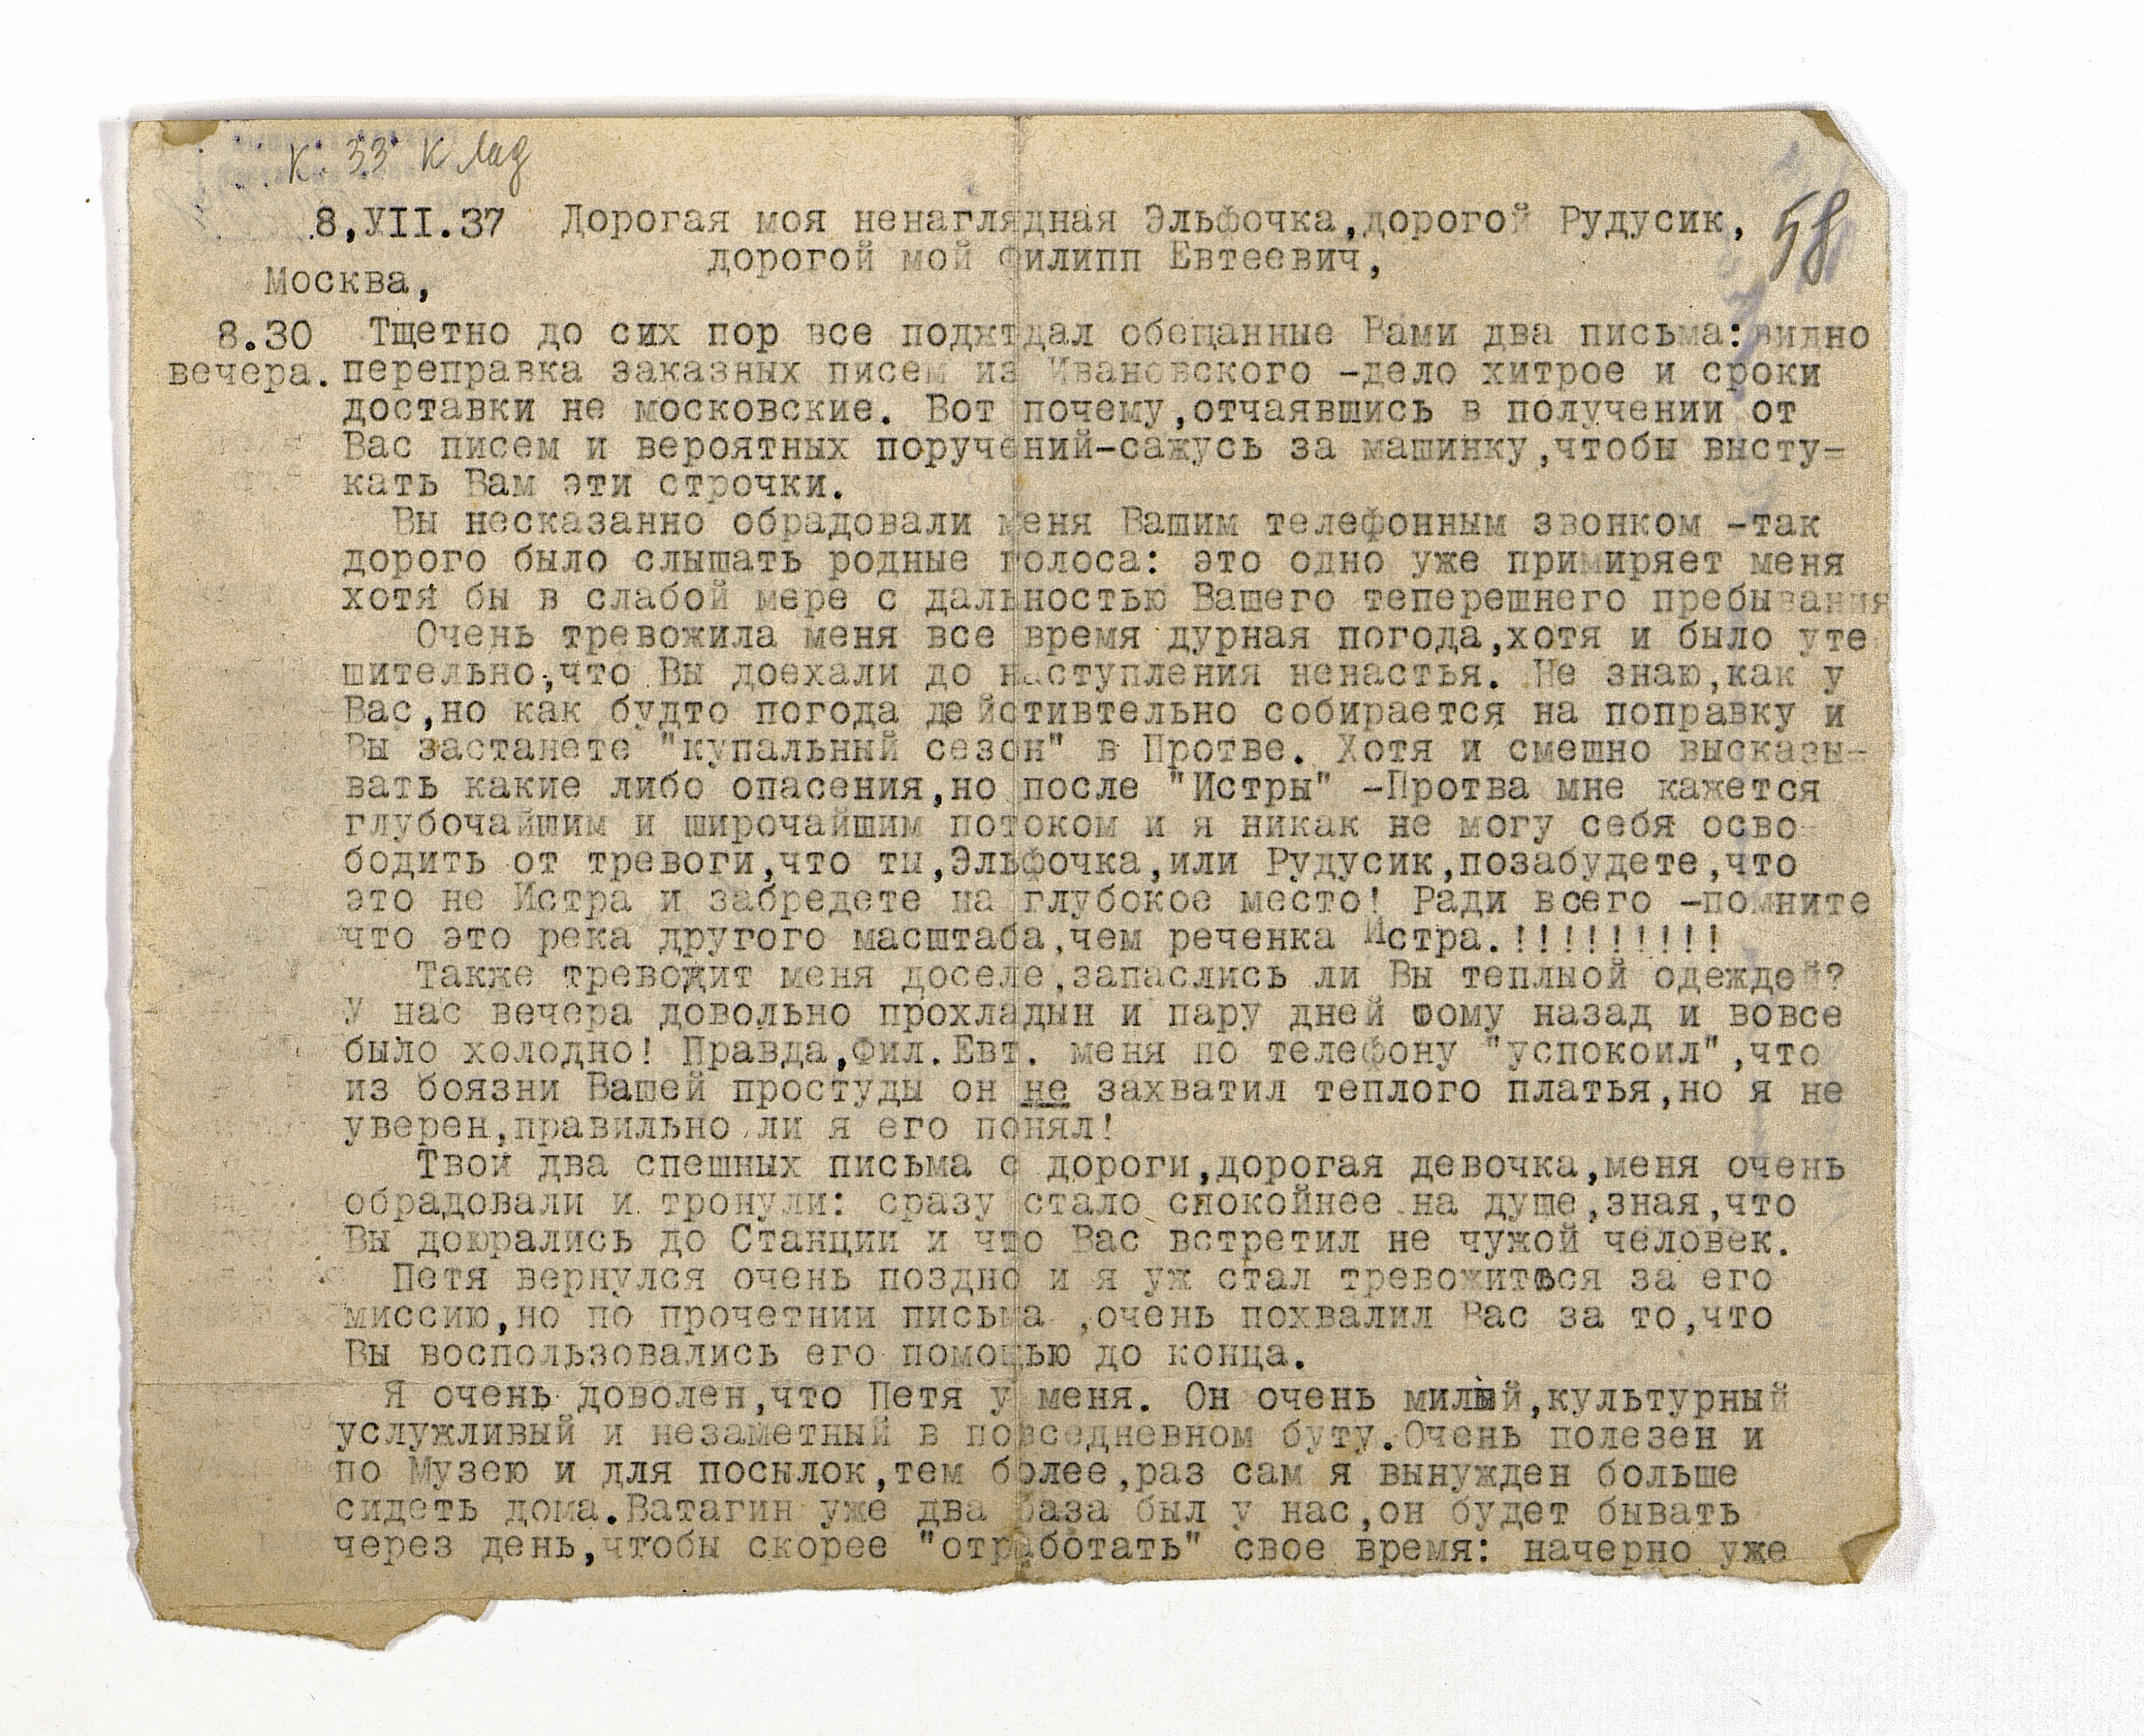 К. 33 К Лад
58
8,УII.37 Дорогая моя ненаглядная Эльфочка,дорогой Рудусик,
дорогой мой Филипп Евтеевич,
Москва,
8.30 Тщетно до сих пор все поджтдал обещанные Вами два письма:видно
вечера. переправка заказных писем из Ивановского -дело хитрое и сроки
доставки не московские. Вот почему,отчаявшись в получении от
Вас писем и вероятных поручений-сажусь за машинку,чтобы высту=
кать Вам эти строчки.
Вы несказанно обрадовали меня Вашим телефонным звонком -так
дорого было слышать родные голоса: это одно уже примиряет меня
хотя бы в слабой мере с дальностью Вашего теперешнего пребывания
Очень тревожила меня все время дурная погода,хотя и было уте
шительно,что Вы доехали до наступления ненастья. Не знаю,как у
Вас,но как будто погода действтивтельно собирается на поправку и
Вы застанете "купальный сезон" в Протве. Хотя и смешно высказы-
вать какие либо опасения,но после "Истры" -Протва мне кажется
глубочайшим и широчайшим потоком и я никак не могу себя осво
бодить от тревоги,что ты,Эльфочка,или Рудусик,позабудете,что
это не Истра и забредете на глубокое место! Ради всего -помните
что это река другого масштаба,чем реченка Истра.!!!!!!!!!
Также тревожит меня доселе,запаслись ли Вы теплыой одеждой?
У нас вечера довольно прохладын и пару дней тому назад и вовсе
было холодно! Правда,Фил.Евт. меня по телефону "успокоил",что
из боязни Вашей простуды он не захватил теплого платья,но я не
уверен,правильно ли я его понял!
Твои два спешных письма с дороги,дорогая девочка,меня очень
обрадовали и тронули: сразу стало спокойнее на душе,зная,что
Вы доюрались до Станции и что Вас встретил не чужой человек.
Петя вернулся очень поздно и я уж стал тревожиться за его
миссию,но по прочетнии письма ,очень похвалил Вас за то,что
Вы воспользовались его помощью до конца.
Я очень доволен,что Петя у меня. Он очень милый,культурный
услужливый и незаметный в повседневном буту.Очень полезен и
по Музею и для посылок,тем более,раз сам я вынужден больше
сидеть дома.Ватагин уже два база был у нас,он будет бывать
через день,чтобы скорее "отработать" свое время: начерно уже